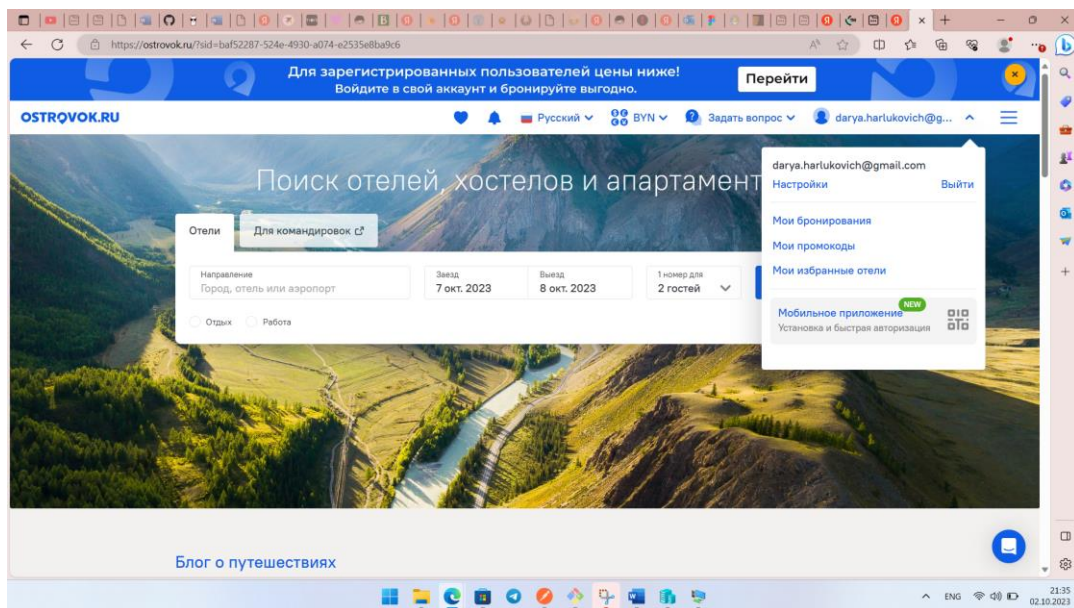 https://ostrovok.ru/?sid=baf52287-524e-4930-a074-e2535e8ba9c6
Для зарегистрированных пользователей цены ниже!
Войдите в свой аккаунт и бронируйте выгодно.
Перейти
OSTROVOK.RU
Русский
BYN
Задать вопрос
darya.harlukovich@g...
darya.harlukovich@gmail.com
Настройки
Выйти
Мои бронирования
Мои промокоды
Мои избранные отели
NEW
Мобильное приложение
Установка и быстрая авторизация
Поиск отелей, хостелов и апартамент
Отели
Для командировок
Направление
Город, отель или аэропорт
Заезд
7 окт. 2023
Выезд
8 окт. 2023
1 номер для
2 гостей
Отдых
Работа
Блог о путешествиях
ENG
21:35
02.10.2023